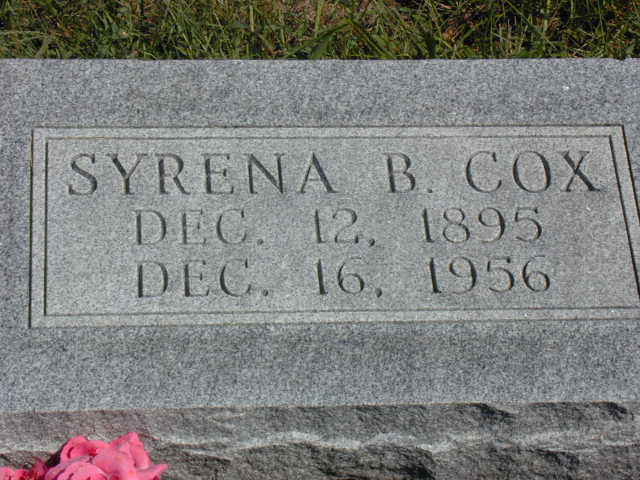 SYRENA B. COX
DEC. 12, 1895
DEC. 16, 1956